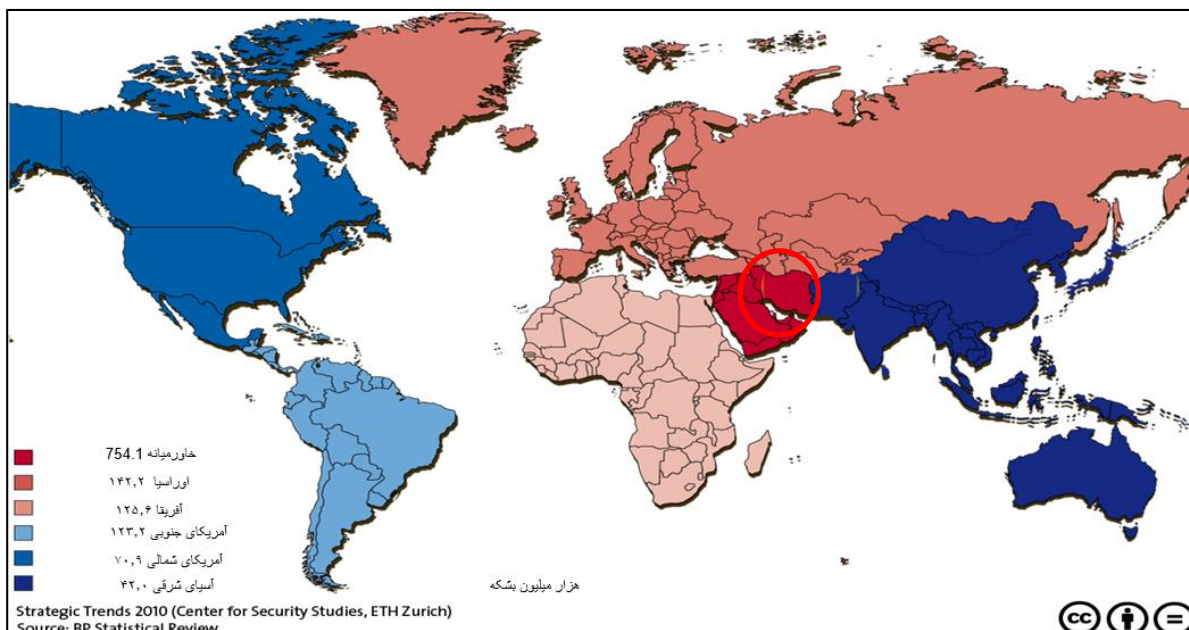 خاورمیانه 754.1
اوراسیا ۱۴۲,۲
آفریقا ۱۲۵,۶
آمریکای جنوبی ۱۲۳,۲
آمریکای شمالی ۷۰,۹
آسیای شرقی ۴۲,۰
هزار میلیون بشکه
Strategic Trends 2010 (Center for Security Studies, ETH Zurich)
Source: BP Statistical Review
cc